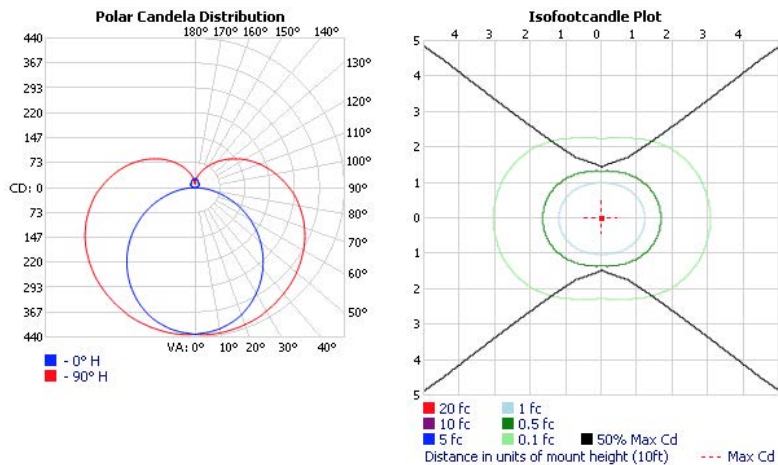 Polar Candela Distribution
440
180° 170° 160° 150° 140°
367
130°
293
120°
220
110°
147
100°
73
CD: 0
90°
73
80°
147
70°
220
60°
293
367
50°
440
VA: 0° 10° 20° 30° 40°
- 0° H
- 90° H
Isofootcandle Plot
4 3 1 0 1 3 4
5
4
3
2
1
0
1
2
3
4
5
20 fc 1 fc
10 fc 0.5 fc
5 fc 0.1 fc 50% Max Cd
Distance in units of mount height (10ft) Max Cd